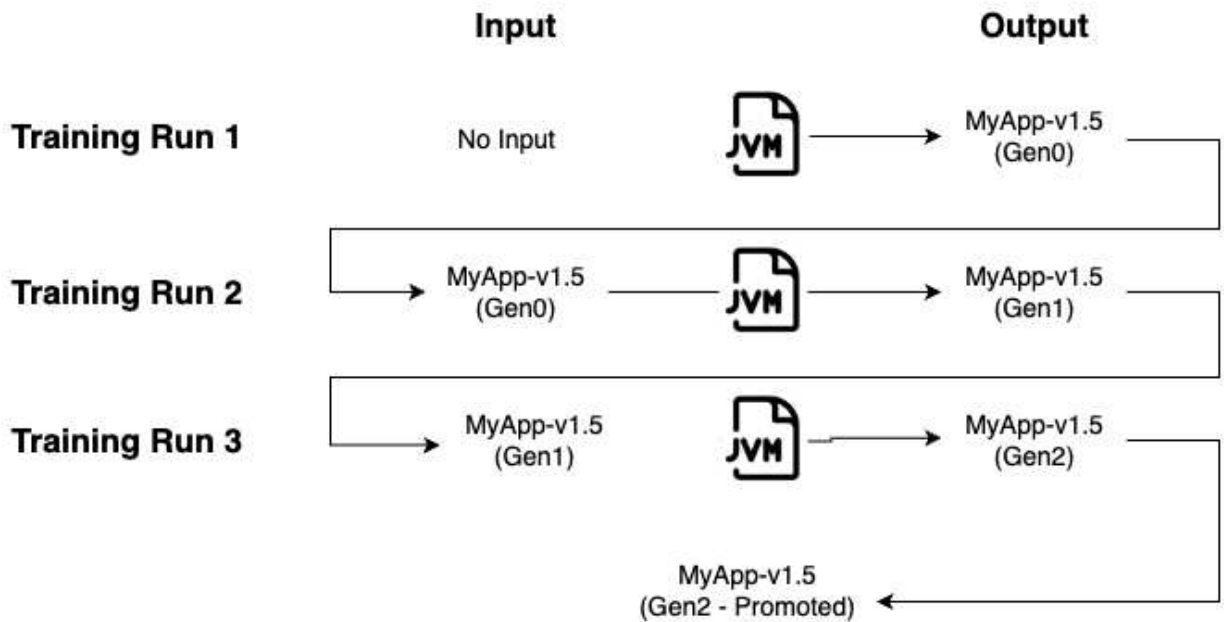 Input
Output
Training Run 1
No Input
JVM
MyApp-v1.5
(Gen0)
Training Run 2
MyApp-v1.5
(Gen0)
JVM
MyApp-v1.5
(Gen1)
Training Run 3
MyApp-v1.5
(Gen1)
JVM
MyApp-v1.5
(Gen2)
MyApp-v1.5
(Gen2 - Promoted)